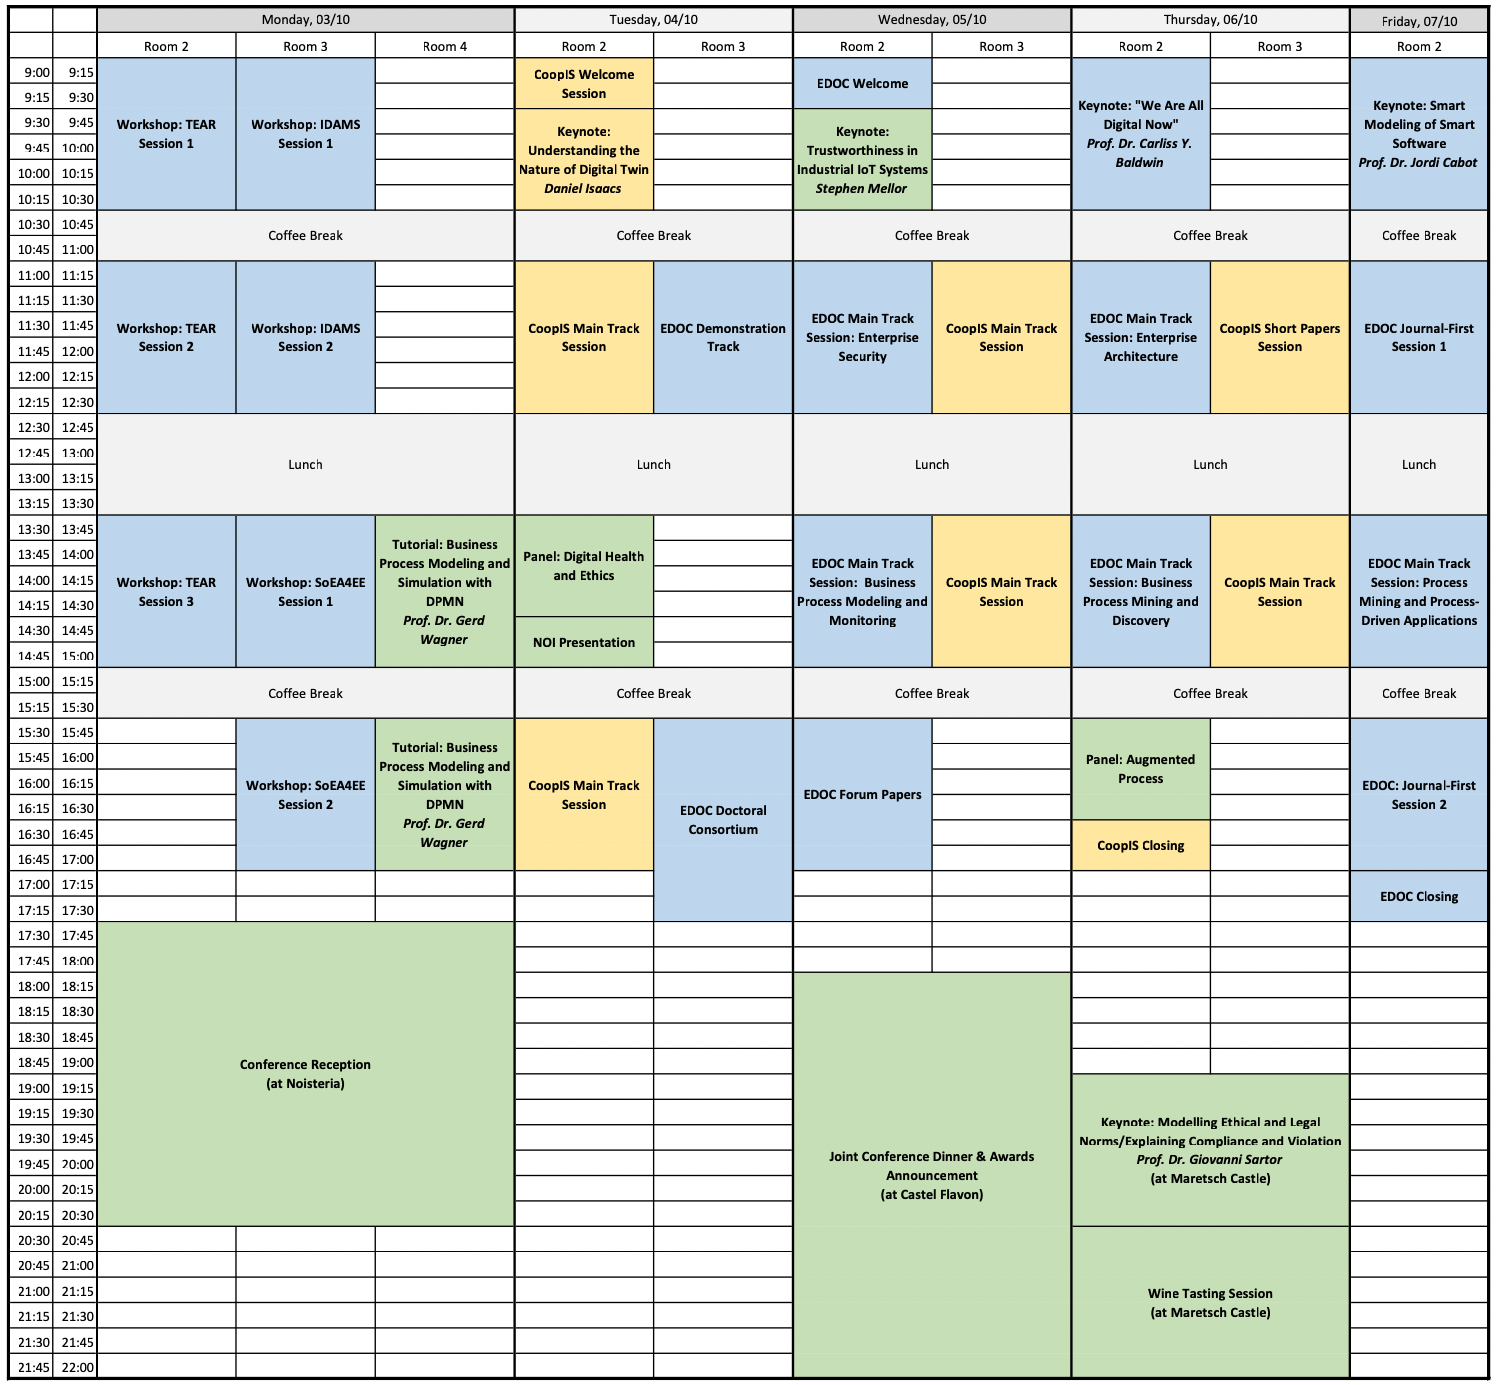 Monday, 03/10 Tuesday, 04/10 Wednesday, 05/10 Thursday, 06/10 Friday, 07/10
Room 2 Room 3 Room 4 Room 2 Room 3 Room 2 Room 3 Room 2 Room 3 Room 2
9:00 9:15
9:15 9:30
9:30 9:45
9:45 10:00
10:00 10:15
10:15 10:30
Workshop: TEAR
Session 1
Workshop: IDAMS
Session 1
CoopIS Welcome
Session
Keynote:
Understanding the
Nature of Digital Twin
Daniel Isaacs
EDOC Welcome
Keynote:
Trustworthiness in
Industrial IoT Systems
Stephen Mellor
Keynote: "We Are All
Digital Now"
Prof. Dr. Carliss Y.
Baldwin
Keynote: Smart
Modeling of Smart
Software
Prof. Dr. Jordi Cabot
10:30 10:45
10:45 11:00
Coffee Break Coffee Break Coffee Break Coffee Break Coffee Break
11:00 11:15
11:15 11:30
11:30 11:45
11:45 12:00
12:00 12:15
12:15 12:30
Workshop: TEAR
Session 2
Workshop: IDAMS
Session 2
CoopIS Main Track
Session
EDOC Demonstration
Track
EDOC Main Track
Session: Enterprise
Security
CoopIS Main Track
Session
EDOC Main Track
Session: Enterprise
Architecture
CoopIS Short Papers
Session
EDOC Journal-First
Session 1
12:30 12:45
12:45 13:00
13:00 13:15
13:15 13:30
Lunch Lunch Lunch Lunch Lunch
13:30 13:45
13:45 14:00
14:00 14:15
14:15 14:30
14:30 14:45
14:45 15:00
Workshop: TEAR
Session 3
Workshop: SoEA4EE
Session 1
Tutorial: Business
Process Modeling and
Simulation with
DPMN
Prof. Dr. Gerd
Wagner
Panel: Digital Health
and Ethics
NOI Presentation
EDOC Main Track
Session: Business
Process Modeling and
Monitoring
CoopIS Main Track
Session
EDOC Main Track
Session: Business
Process Mining and
Discovery
CoopIS Main Track
Session
EDOC Main Track
Session: Process
Mining and Process-
Driven Applications
15:00 15:15
15:15 15:30
Coffee Break Coffee Break Coffee Break Coffee Break Coffee Break
15:30 15:45
15:45 16:00
16:00 16:15
16:15 16:30
16:30 16:45
16:45 17:00
17:00 17:15
17:15 17:30
Workshop: SoEA4EE
Session 2
Tutorial: Business
Process Modeling and
Simulation with
DPMN
Prof. Dr. Gerd
Wagner
CoopIS Main Track
Session
EDOC Doctoral
Consortium
EDOC Forum Papers
Panel: Augmented
Process
CoopIS Closing
EDOC: Journal-First
Session 2
EDOC Closing
17:30 17:45
17:45 18:00
18:00 18:15
18:15 18:30
18:30 18:45
18:45 19:00
19:00 19:15
19:15 19:30
19:30 19:45
19:45 20:00
20:00 20:15
20:15 20:30
20:30 20:45
20:45 21:00
21:00 21:15
21:15 21:30
21:30 21:45
21:45 22:00
Conference Reception
(at Noisteria)
Joint Conference Dinner & Awards
Announcement
(at Castel Flavon)
Keynote: Modelling Ethical and Legal
Norms/Explaining Compliance and Violation
Prof. Dr. Giovanni Sartor
(at Maretsch Castle)
Wine Tasting Session
(at Maretsch Castle)